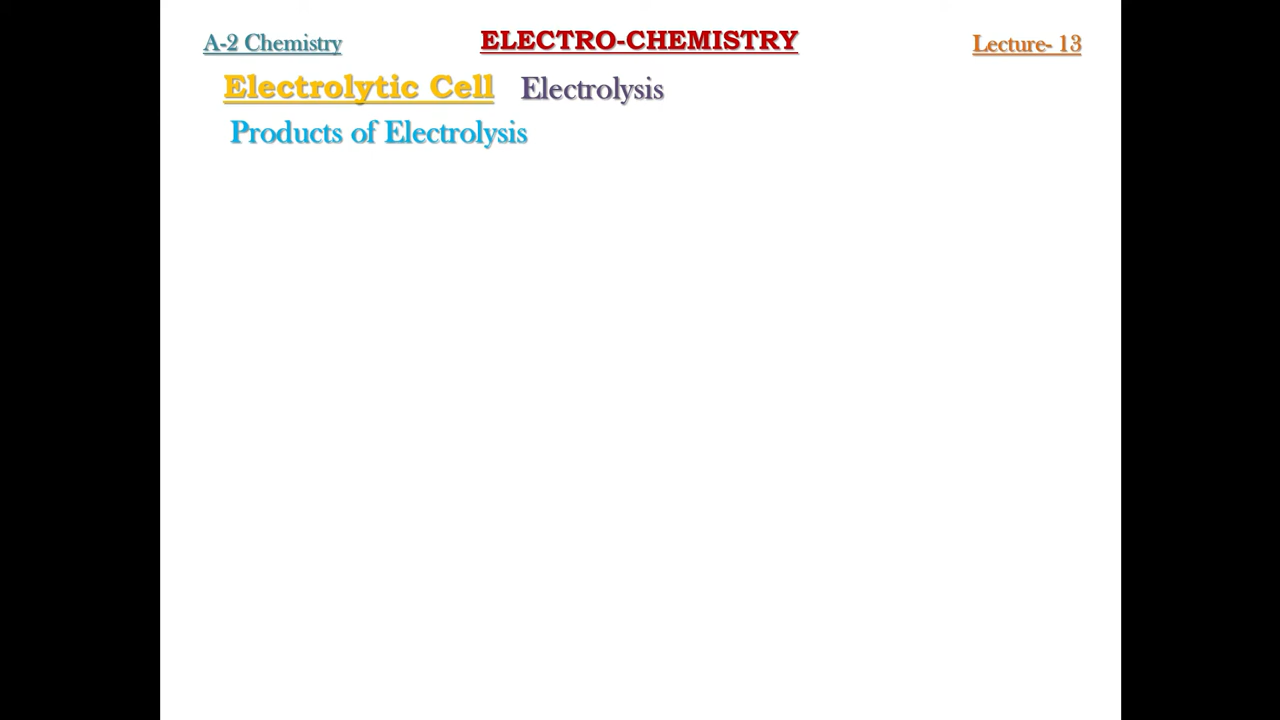 A-2 Chemistry ELECTRO-CHEMISTRY Lecture- 13
Electrolytic Cell Electrolysis
Products of Electrolysis